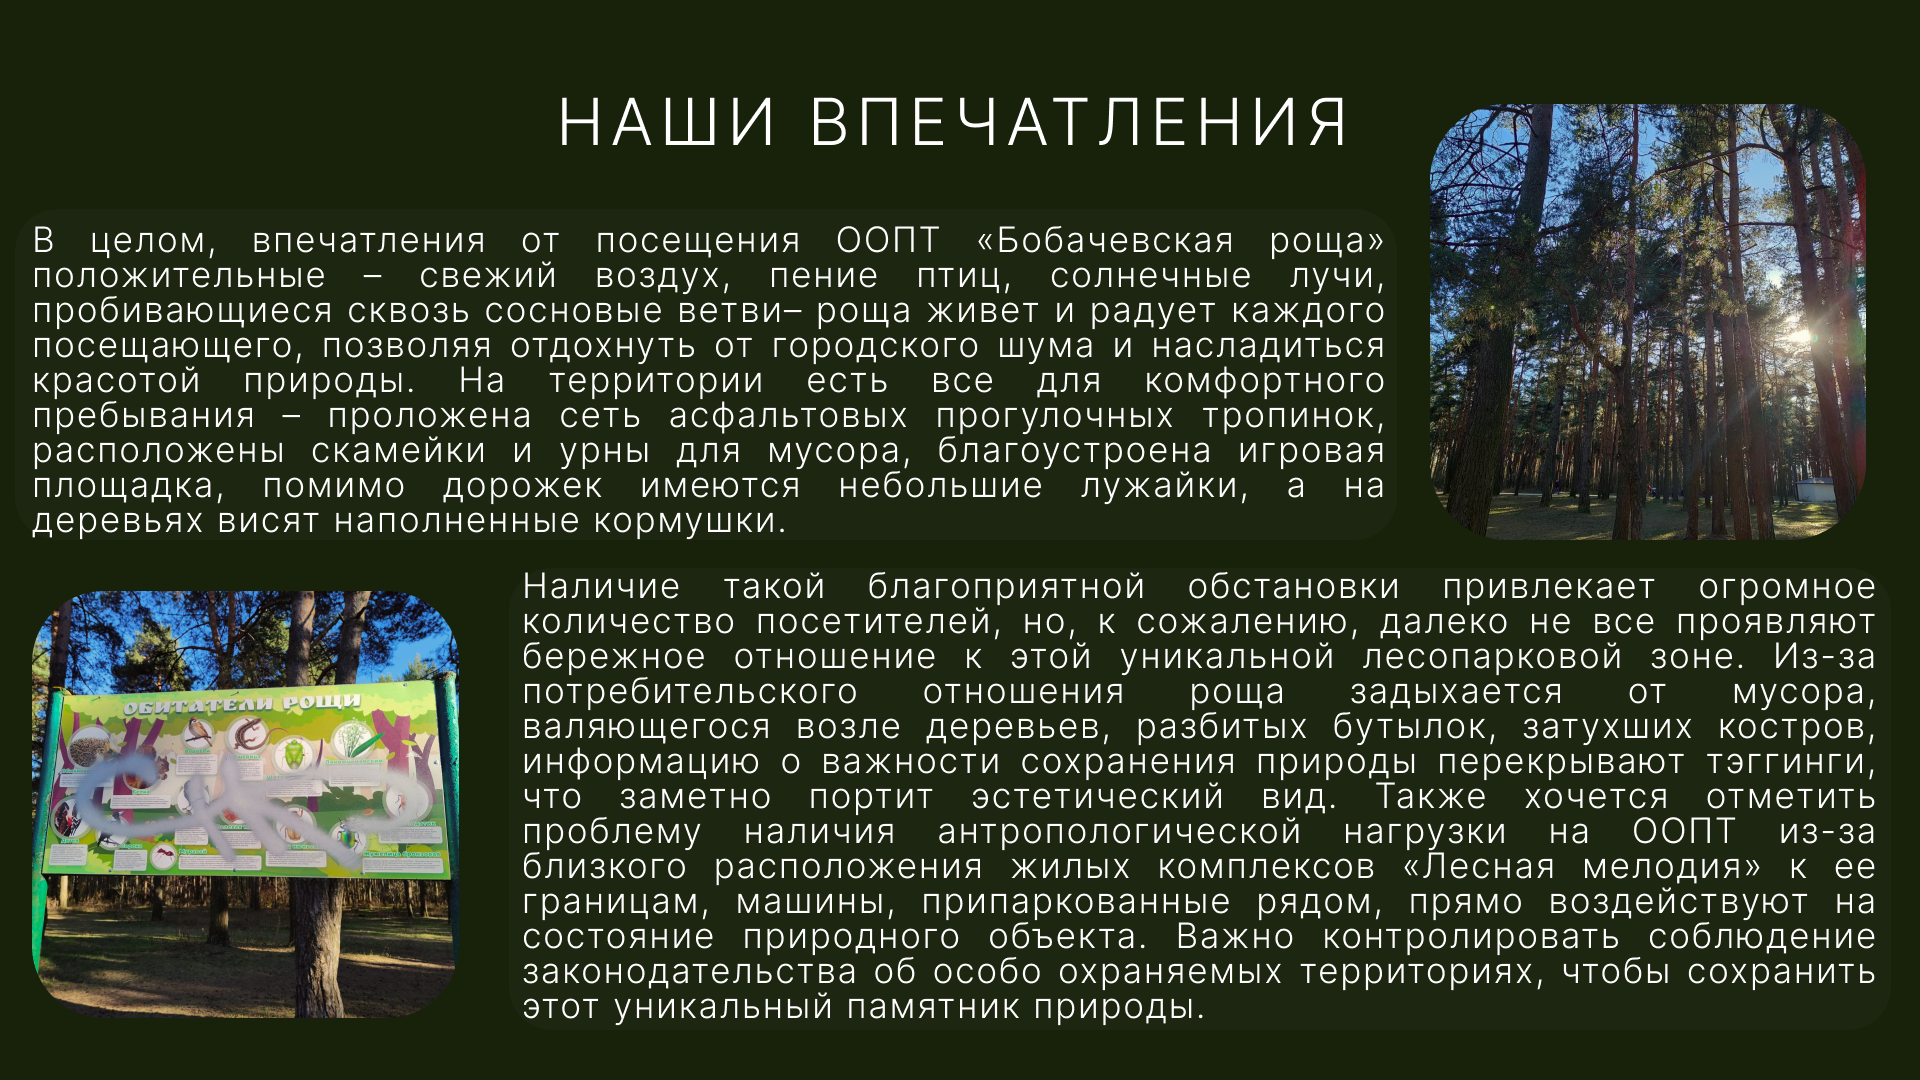 НАШИ ВПЕЧАТЛЕНИЯ
В целом, впечатления от посещения ООПТ «Бобачевская роща»
положительные – свежий воздух, пение птиц, солнечные лучи,
пробивающиеся сквозь сосновые ветви– роща живет и радует каждого
посещающего, позволяя отдохнуть от городского шума и насладиться
красотой природы. На территории есть все для комфортного
пребывания – проложена сеть асфальтовых прогулочных тропинок,
расположены скамейки и урны для мусора, благоустроена игровая
площадка, помимо дорожек имеются небольшие лужайки, а на
деревьях висят наполненные кормушки.
Наличие такой благоприятной обстановки привлекает огромное
количество посетителей, но, к сожалению, далеко не все проявляют
бережное отношение к этой уникальной лесопарковой зоне. Из-за
потребительского отношения роща задыхается от мусора,
валяющегося возле деревьев, разбитых бутылок, затухших костров,
информацию о важности сохранения природы перекрывают тэггинги,
что заметно портит эстетический вид. Также хочется отметить
проблему наличия антропологической нагрузки на ООПТ из-за
близкого расположения жилых комплексов «Лесная мелодия» к ее
границам, машины, припаркованные рядом, прямо воздействуют на
состояние природного объекта. Важно контролировать соблюдение
законодательства об особо охраняемых территориях, чтобы сохранить
этот уникальный памятник природы.
ОБИТАТЕЛИ РОЩИ